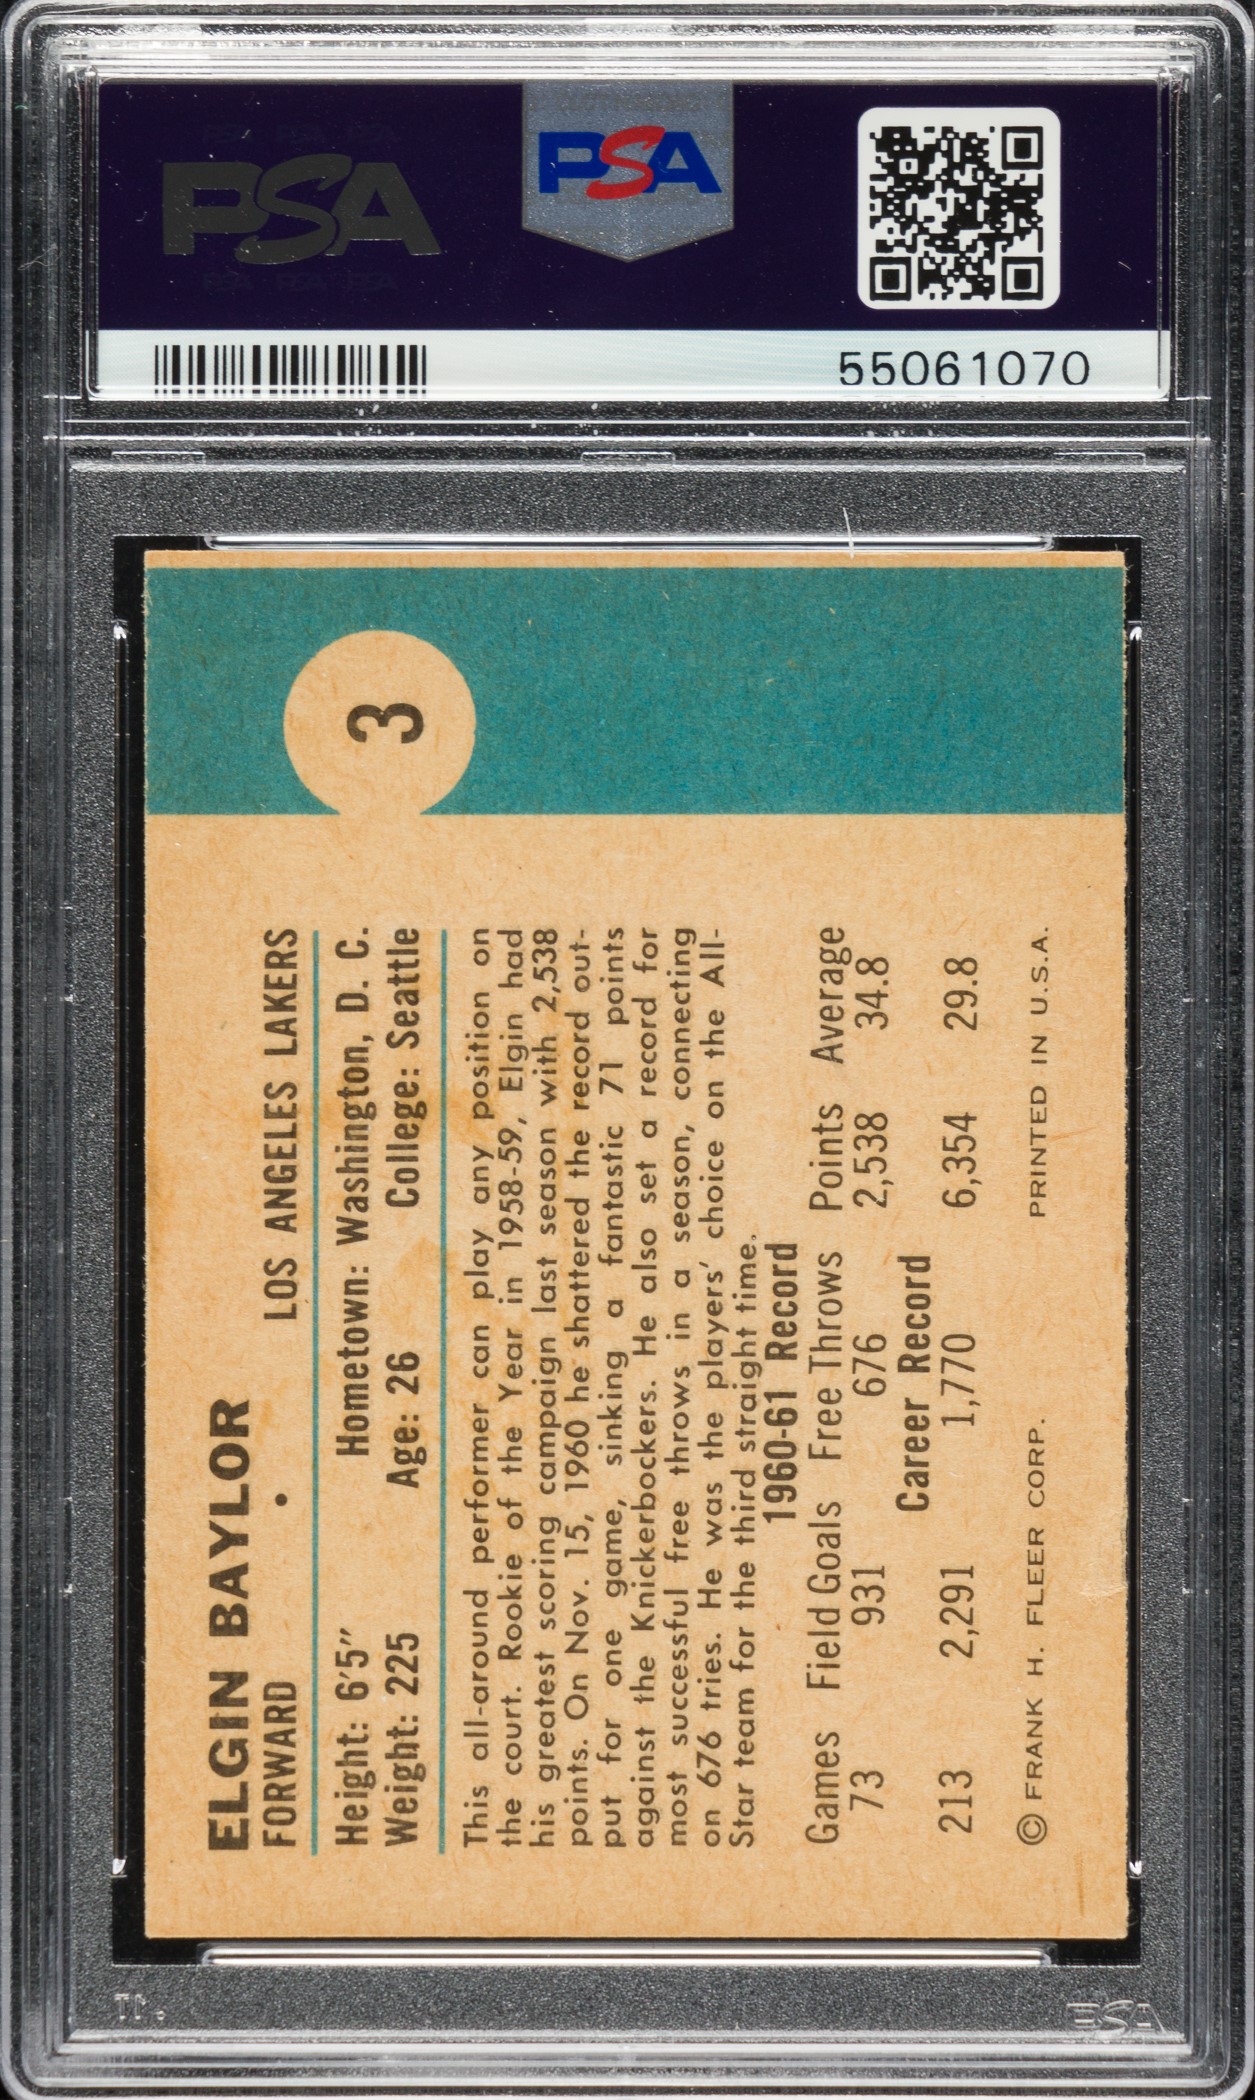 PSA
PSA
55061070
3
ELGIN BAYLOR
FORWARD • LOS ANGELES LAKERS
Height: 6'5" Hometown: Washington, D. C.
Weight: 225 Age: 26 College: Seattle
This all-around performer can play any position on
the court. Rookie of the Year in 1958-59, Elgin had
his greatest scoring campaign last season with 2,538
points. On Nov. 15, 1960 he shattered the record out-
put for one game, sinking a fantastic 71 points
against the Knickerbockers. He also set a record for
most successful free throws in a season, connecting
on 676 tries. He was the players' choice on the All-
Star team for the third straight time.
1960-61 Record
Games Field Goals Free Throws Points Average
73 931 676 2,538 34.8
Career Record
213 2,291 1,770 6,354 29.8
© FRANK H. FLEER CORP. PRINTED IN U.S.A.
PSA